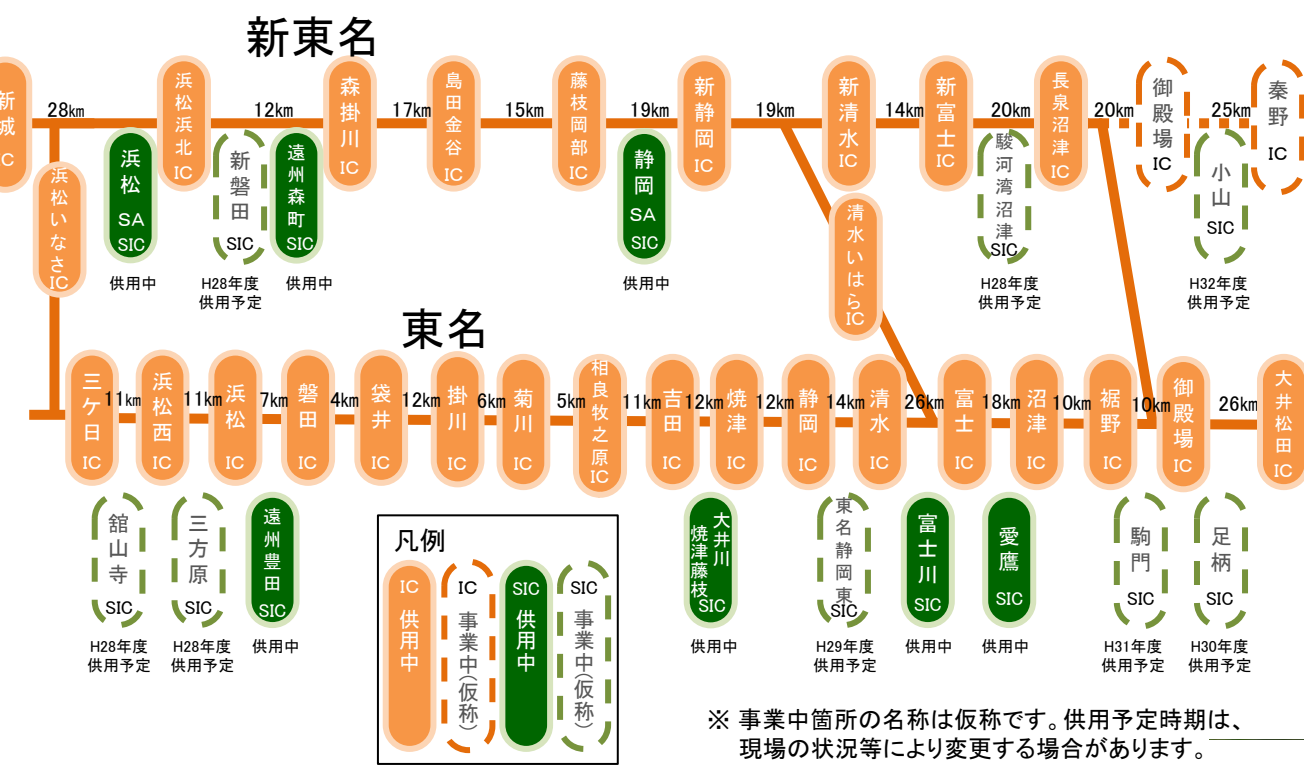 新東名
新城IC
28km
浜松いなさIC
浜松SA SIC
供用中
浜松浜北IC
12km
新磐田SIC
H28年度
供用予定
遠州森町SIC
供用中
森掛川IC
17km
島田金谷IC
15km
藤枝岡部IC
19km
静岡SA SIC
供用中
新静岡IC
19km
清水いはらIC
新清水IC
14km
新富士IC
20km
駿河湾沼津SIC
H28年度
供用予定
長泉沼津IC
20km
御殿場IC
25km
小山SIC
H32年度
供用予定
秦野IC
東名
三ケ日IC
11km
浜松西IC
11km
浜松IC
7km
磐田IC
4km
袋井IC
12km
掛川IC
6km
菊川IC
5km
相良牧之原IC
11km
吉田IC
12km
焼津IC
12km
静岡IC
14km
清水IC
26km
富士IC
18km
沼津IC
10km
裾野IC
10km
御殿場IC
26km
大井松田IC
舘山寺SIC
H28年度
供用予定
三方原SIC
H28年度
供用予定
遠州豊田SIC
供用中
大井川
焼津藤枝SIC
供用中
東名静岡東SIC
H29年度
供用予定
富士川SIC
供用中
愛鷹SIC
供用中
駒門SIC
H31年度
供用予定
足柄SIC
H30年度
供用予定
凡例
IC 供用中
IC 事業中(仮称)
SIC 供用中
SIC 事業中(仮称)
※ 事業中箇所の名称は仮称です。供用予定時期は、
現場の状況等により変更する場合があります。